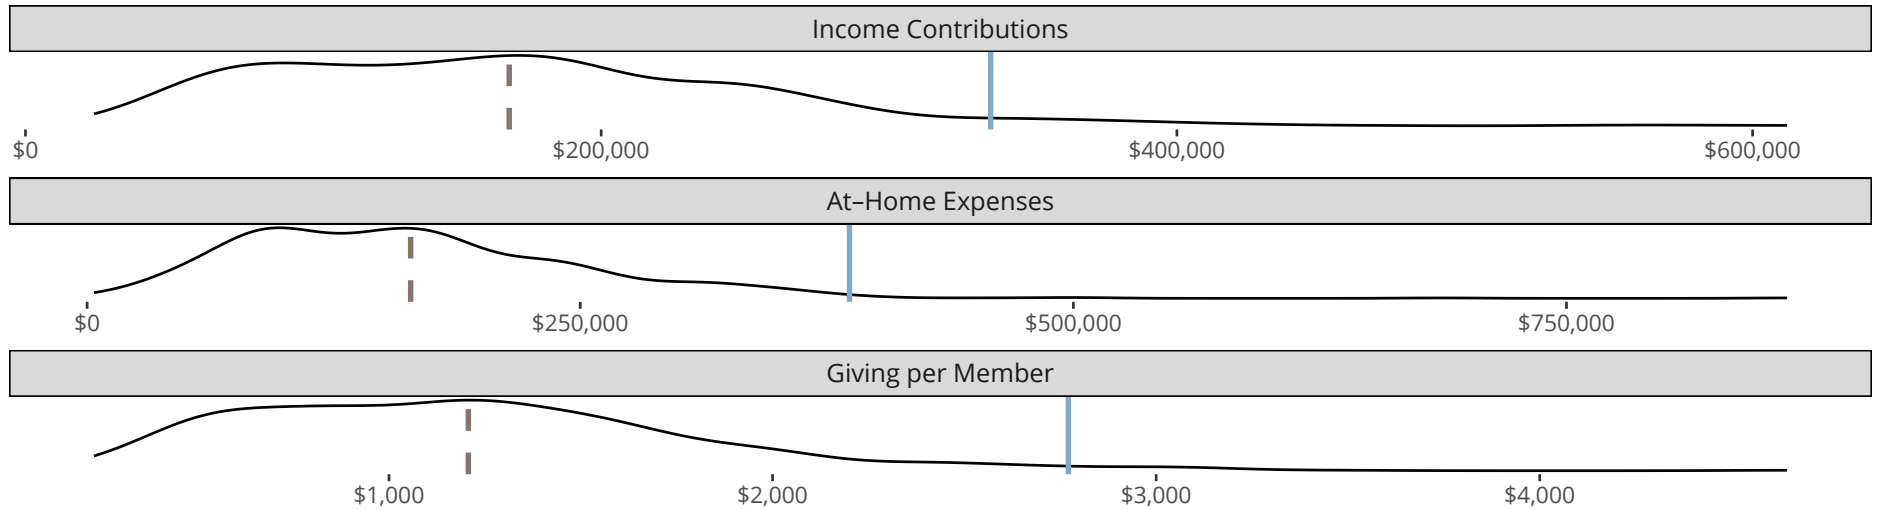 Income Contributions
$0 $200,000 $400,000 $600,000
At–Home Expenses
$0 $250,000 $500,000 $750,000
Giving per Member
$1,000 $2,000 $3,000 $4,000